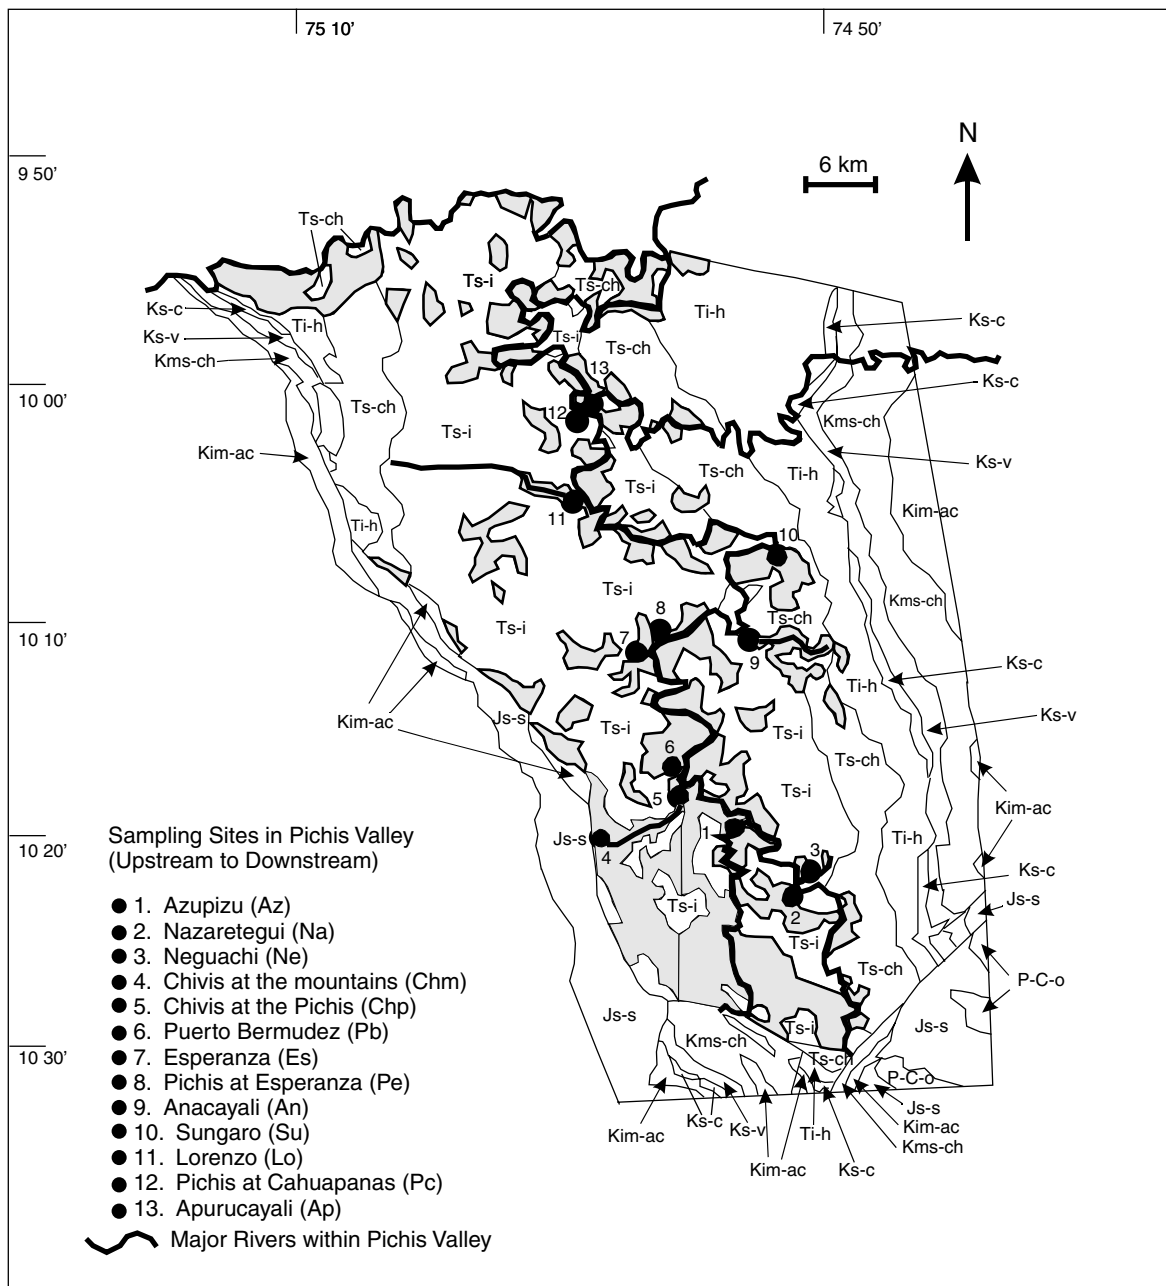 75 10’ 74 50’
N
9 50’ 6 km
Ts-ch
Ts-i Ts-ch
Ti-h
Ks-c Ti-h Ks-c
Ks-v Ts-i
Kms-ch Ts-ch
13 Ks-c
10 00’ Ts-ch
12 Kms-ch
Ts-i
Kim-ac Ks-v
Ts-ch Ti-h
Ts-i
11 Kim-ac
Ti-h
10
Ts-i
8 Kms-ch
10 10’ Ts-i Ts-ch
7
9 Ks-c
Ti-h
Kim-ac Js-s Ks-v
Ts-i Ts-i
6 Ts-ch
5 Ts-i
Kim-ac
Sampling Sites in Pichis Valley
(Upstream to Downstream)
10 20’ Js-s 1 Ti-h
4 3
Ks-c
Ts-i 2 Js-s
Ts-i
Ts-ch P-C-o
Js-s Ts-i Js-s
10 30’ Kms-ch
Ts-ch P-C-o
Ks-c Js-s
Kim-ac Ks-v Ti-h Kim-ac
Kms-ch
Kim-ac Ks-c
1. Azupizu (Az)
2. Nazaretegui (Na)
3. Neguachi (Ne)
4. Chivis at the mountains (Chm)
5. Chivis at the Pichis (Chp)
6. Puerto Bermudez (Pb)
7. Esperanza (Es)
8. Pichis at Esperanza (Pe)
9. Anacayali (An)
10. Sungaro (Su)
11. Lorenzo (Lo)
12. Pichis at Cahuapanas (Pc)
13. Apurucayali (Ap)
Major Rivers within Pichis Valley